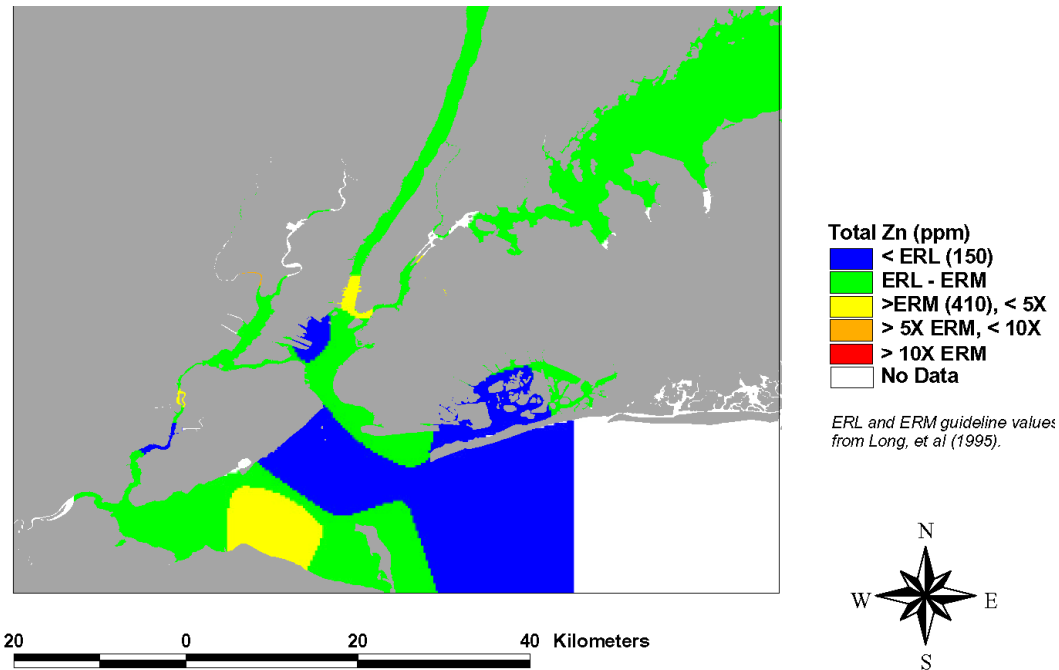 Total Zn (ppm)
< ERL (150)
ERL - ERM
>ERM (410), < 5X
> 5X ERM, < 10X
> 10X ERM
No Data
ERL and ERM guideline values
from Long, et al (1995).
N
W E
S
20 0 20 40 Kilometers